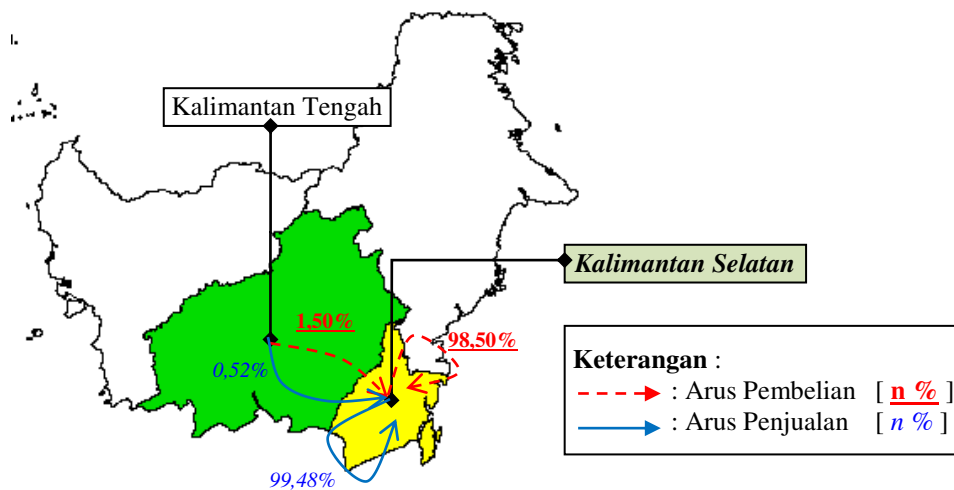 Kalimantan Tengah
Kalimantan Selatan
1,50%
98,50%
0,52%
99,48%
Keterangan :
: Arus Pembelian [ n % ]
: Arus Penjualan [ n % ]